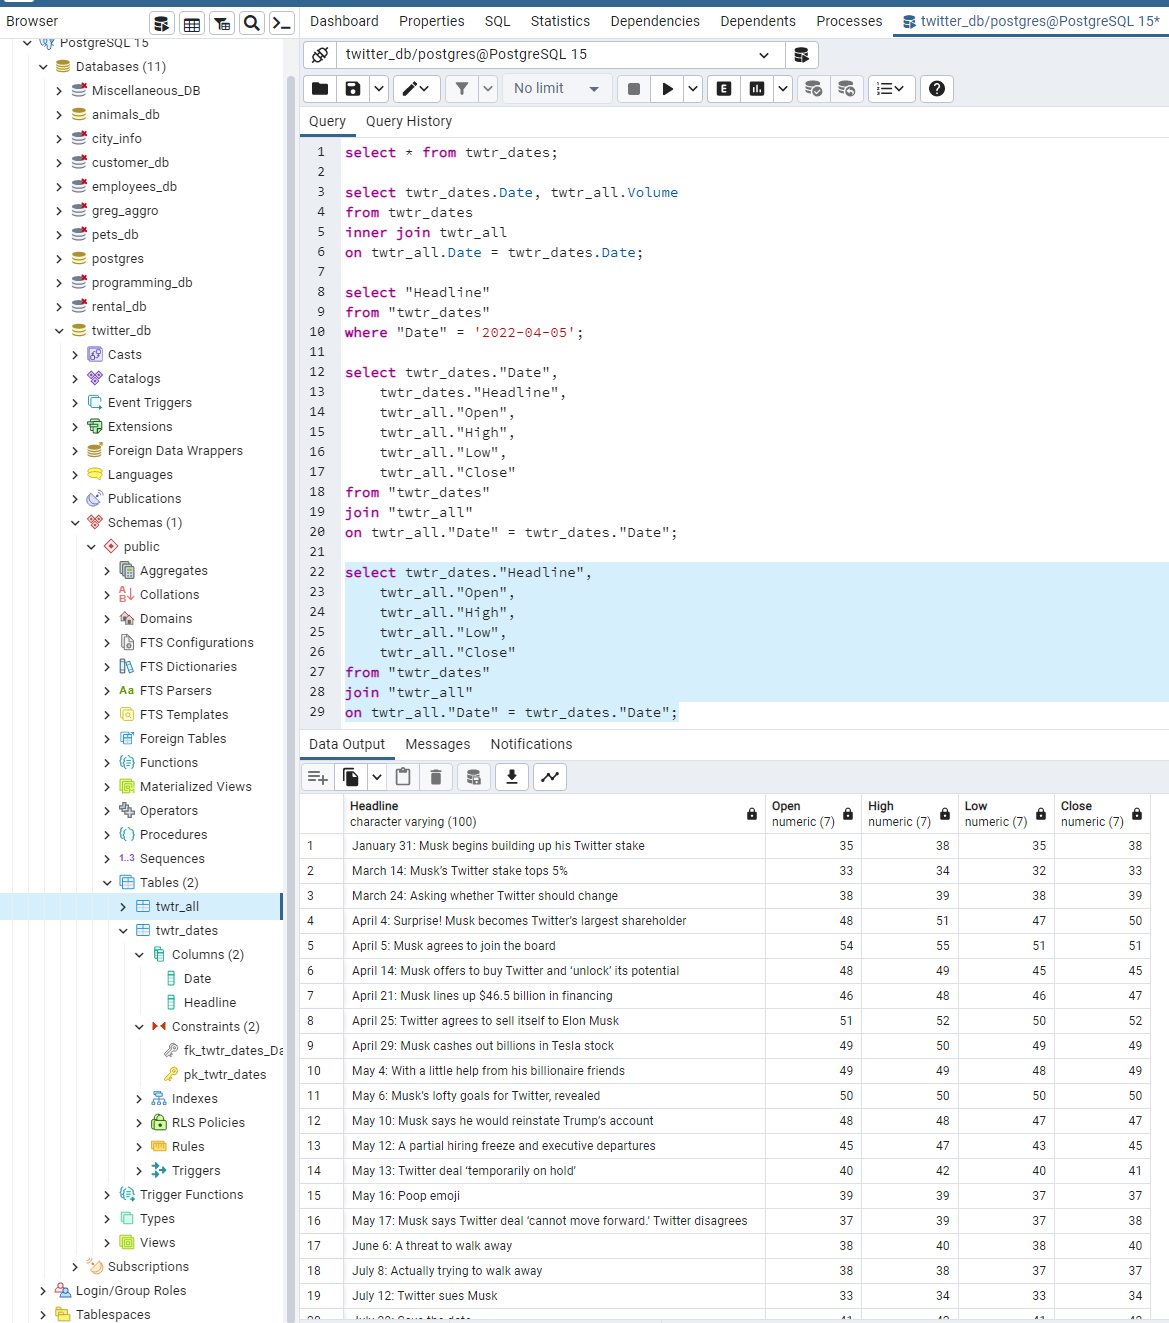 Browser
Dashboard Properties SQL Statistics Dependencies Dependents Processes twitter_db/postgres@PostgreSQL 15*
PostgreSQL 15
Databases (11)
Miscellaneous_DB
animals_db
city_info
customer_db
employees_db
greg_aggro
pets_db
postgres
programming_db
rental_db
twitter_db
Casts
Catalogs
Event Triggers
Extensions
Foreign Data Wrappers
Languages
Publications
Schemas (1)
public
Aggregates
Collations
Domains
FTS Configurations
FTS Dictionaries
Aa FTS Parsers
FTS Templates
Foreign Tables
Functions
Materialized Views
Operators
Procedures
1..3 Sequences
Tables (2)
twtr_all
twtr_dates
Columns (2)
Date
Headline
Constraints (2)
fk_twtr_dates_Da
pk_twtr_dates
Indexes
RLS Policies
Rules
Triggers
Trigger Functions
Types
Views
Subscriptions
Login/Group Roles
Tablespaces
twitter_db/postgres@PostgreSQL 15
No limit
E
Query Query History
1 select * from twtr_dates;
2
3 select twtr_dates.Date, twtr_all.Volume
4 from twtr_dates
5 inner join twtr_all
6 on twtr_all.Date = twtr_dates.Date;
7
8 select "Headline"
9 from "twtr_dates"
10 where "Date" = '2022-04-05';
11
12 select twtr_dates."Date",
13 twtr_dates."Headline",
14 twtr_all."Open",
15 twtr_all."High",
16 twtr_all."Low",
17 twtr_all."Close"
18 from "twtr_dates"
19 join "twtr_all"
20 on twtr_all."Date" = twtr_dates."Date";
21
22 select twtr_dates."Headline",
23 twtr_all."Open",
24 twtr_all."High",
25 twtr_all."Low",
26 twtr_all."Close"
27 from "twtr_dates"
28 join "twtr_all"
29 on twtr_all."Date" = twtr_dates."Date";
Data Output Messages Notifications
Headline Open High Low Close
character varying (100) numeric (7) numeric (7) numeric (7) numeric (7)
1 January 31: Musk begins building up his Twitter stake 35 38 35 38
2 March 14: Musk’s Twitter stake tops 5% 33 34 32 33
3 March 24: Asking whether Twitter should change 38 39 38 39
4 April 4: Surprise! Musk becomes Twitter’s largest shareholder 48 51 47 50
5 April 5: Musk agrees to join the board 54 55 51 51
6 April 14: Musk offers to buy Twitter and ‘unlock’ its potential 48 49 45 45
7 April 21: Musk lines up $46.5 billion in financing 46 48 46 47
8 April 25: Twitter agrees to sell itself to Elon Musk 51 52 50 52
9 April 29: Musk cashes out billions in Tesla stock 49 50 49 49
10 May 4: With a little help from his billionaire friends 49 49 48 49
11 May 6: Musk’s lofty goals for Twitter, revealed 50 50 50 50
12 May 10: Musk says he would reinstate Trump’s account 48 48 47 47
13 May 12: A partial hiring freeze and executive departures 45 47 43 45
14 May 13: Twitter deal ‘temporarily on hold’ 40 42 40 41
15 May 16: Poop emoji 39 39 37 37
16 May 17: Musk says Twitter deal ‘cannot move forward.’ Twitter disagrees 37 39 37 38
17 June 6: A threat to walk away 38 40 38 40
18 July 8: Actually trying to walk away 38 38 37 37
19 July 12: Twitter sues Musk 33 34 33 34